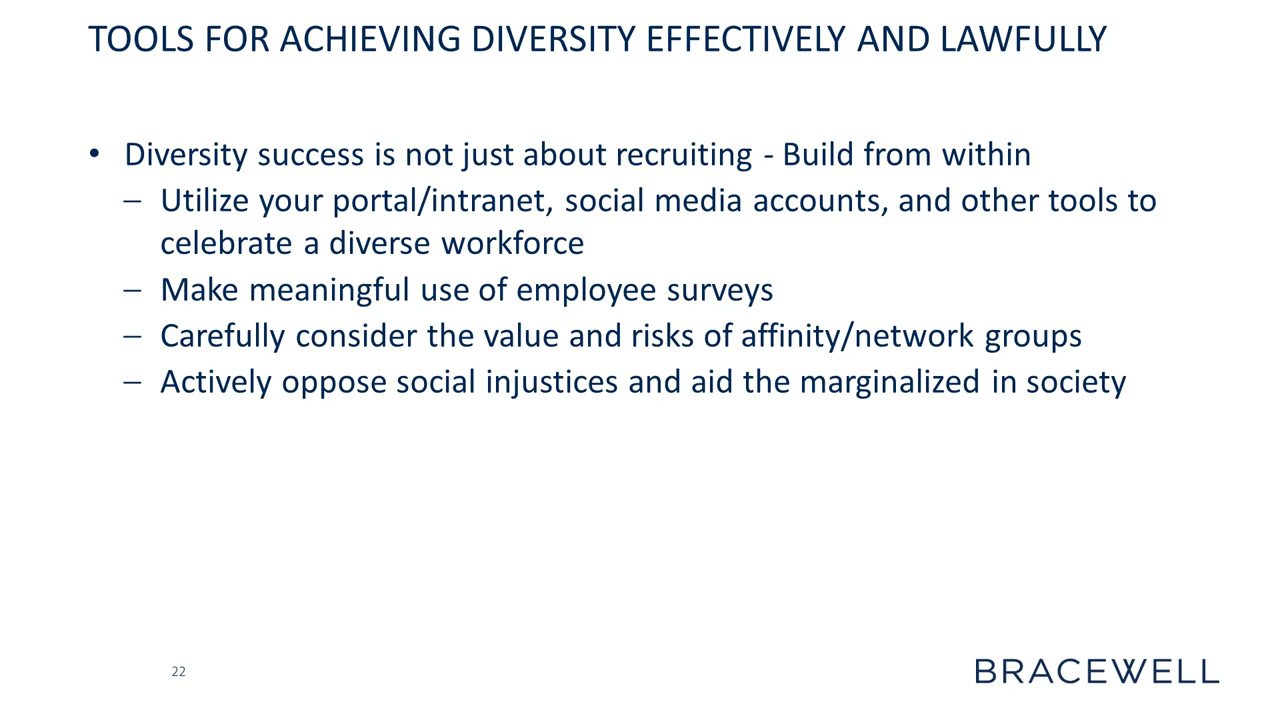 TOOLS FOR ACHIEVING DIVERSITY EFFECTIVELY AND LAWFULLY
• Diversity success is not just about recruiting - Build from within
– Utilize your portal/intranet, social media accounts, and other tools to
celebrate a diverse workforce
– Make meaningful use of employee surveys
– Carefully consider the value and risks of affinity/network groups
– Actively oppose social injustices and aid the marginalized in society
22
BRACEWELL